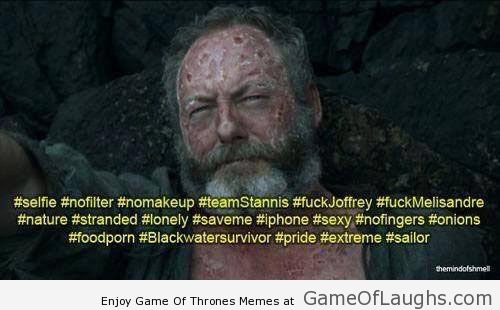 #selfie #nofilter #nomakeup #teamStannis #fuckJoffrey #fuckMelisandre
#nature #stranded #lonely #saveme #iphone #sexy #nofingers #onions
#foodporn #Blackwatersurvivor #pride #extreme #sailor
themindofshmell
Enjoy Game Of Thrones Memes at GameOfLaughs.com